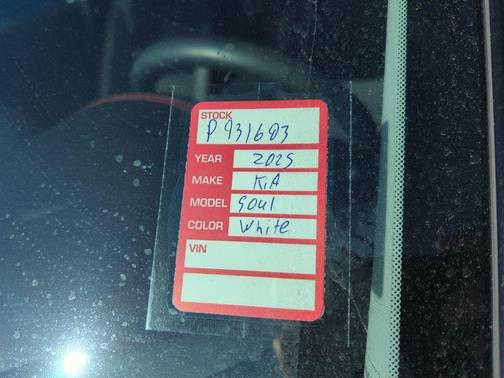 STOCK
P931603
YEAR 2025
MAKE KIA
MODEL Soul
COLOR White
VIN